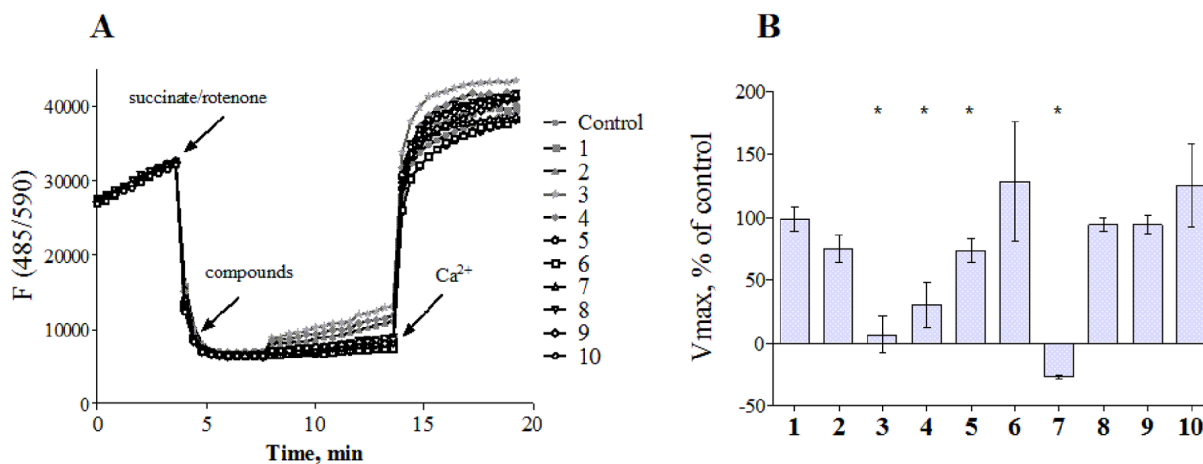 A
F (485/590)
40000
30000
20000
10000
0
succinate/rotenone
compounds
Ca²⁺
0 5 10 15 20
Time, min
Control
1
2
3
4
5
6
7
8
9
10
B
Vmax, % of control
200
150
100
50
0
-50
* * * *
1 2 3 4 5 6 7 8 9 10